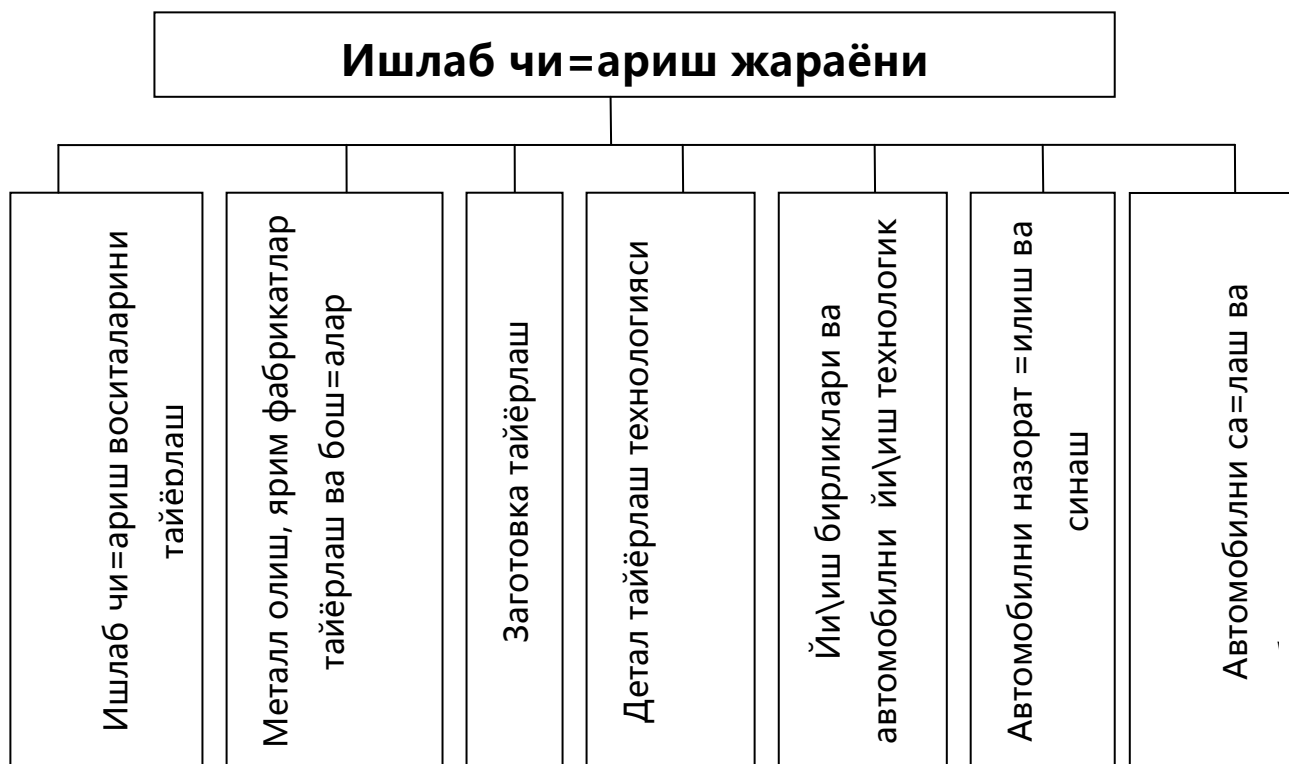 Ишлаб чи=ариш жараёни
Ишлаб чи=ариш воситаларини
тайёрлаш
Металл олиш, ярим фабрикатлар
тайёрлаш ва бош=алар
Заготовка тайёрлаш
Детал тайёрлаш технологияси
Йи\иш бирликлари ва
автомобилни йи\иш технологик
Автомобилни назорат =илиш ва
синаш
Автомобилни са=лаш ва